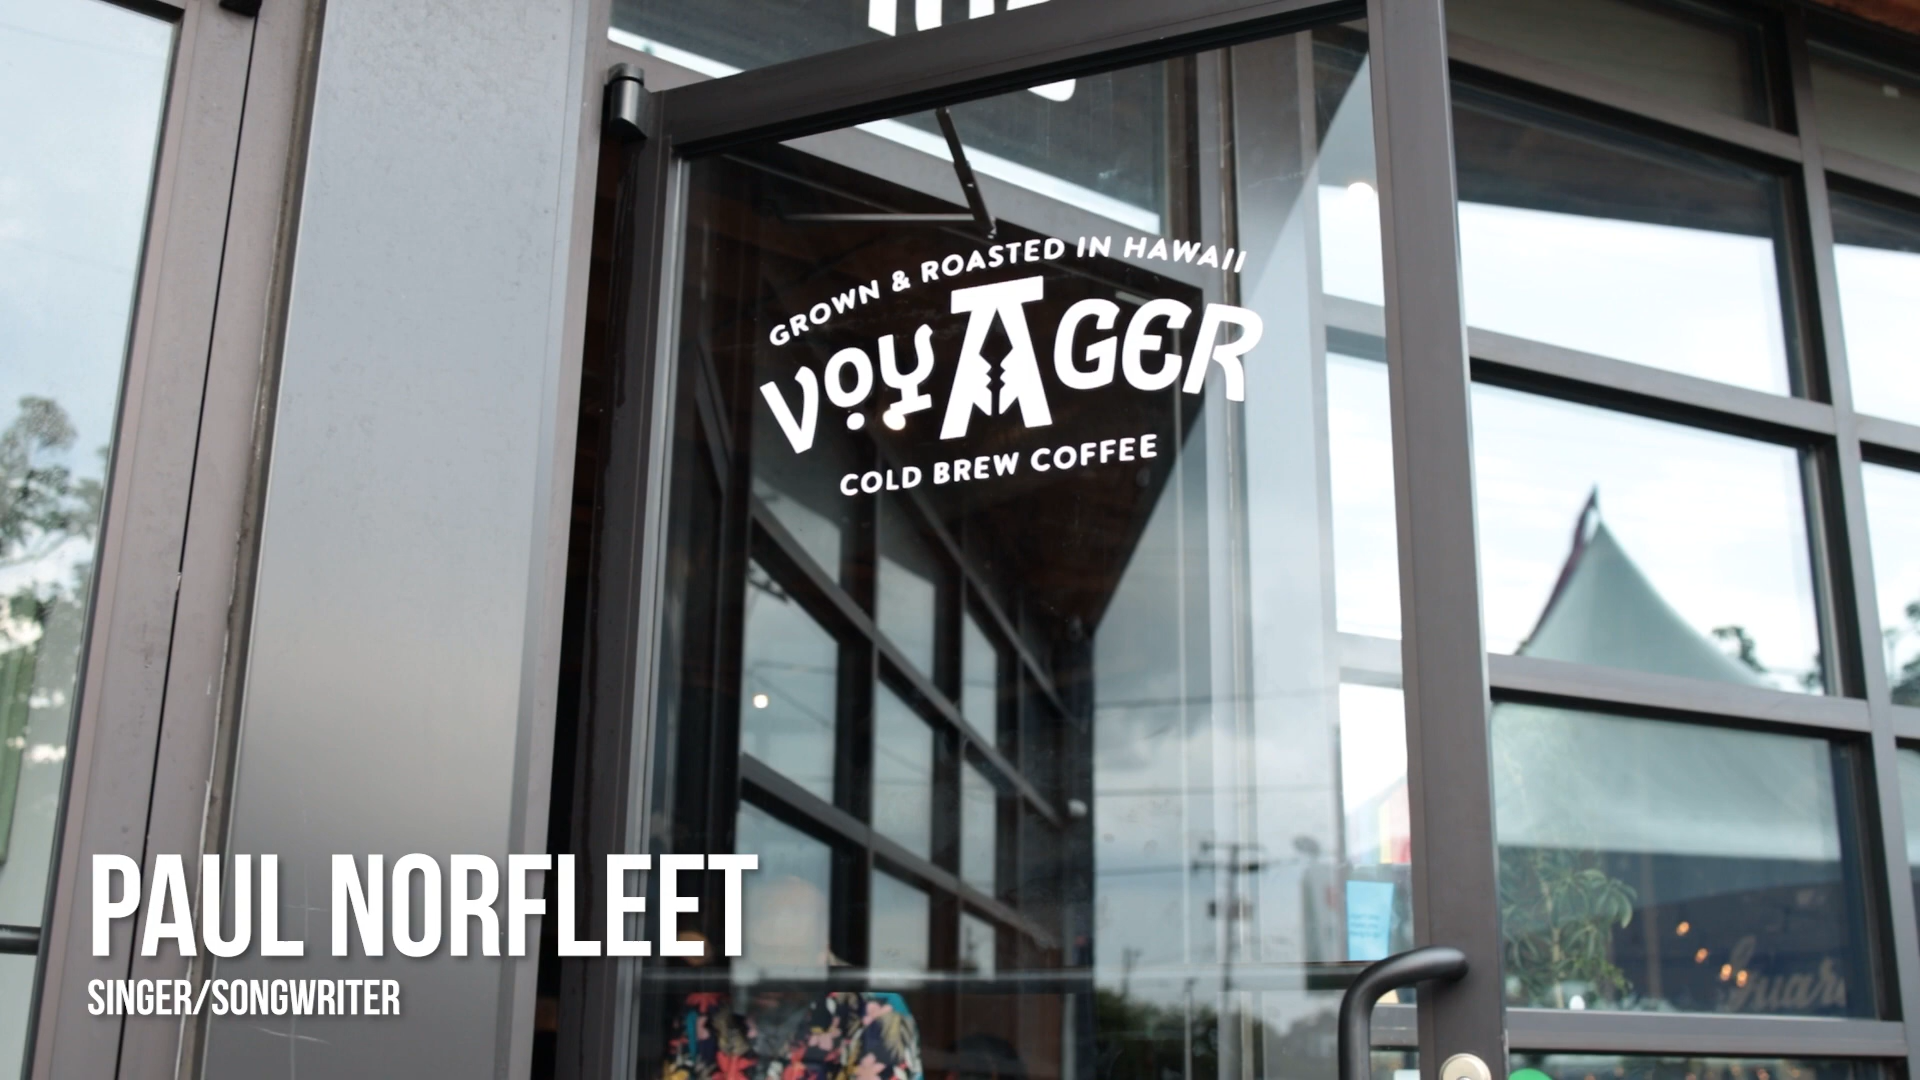 GROWN & ROASTED IN HAWAII
VOYAGER
COLD BREW COFFEE
PAUL NORFLEET
SINGER/SONGWRITER